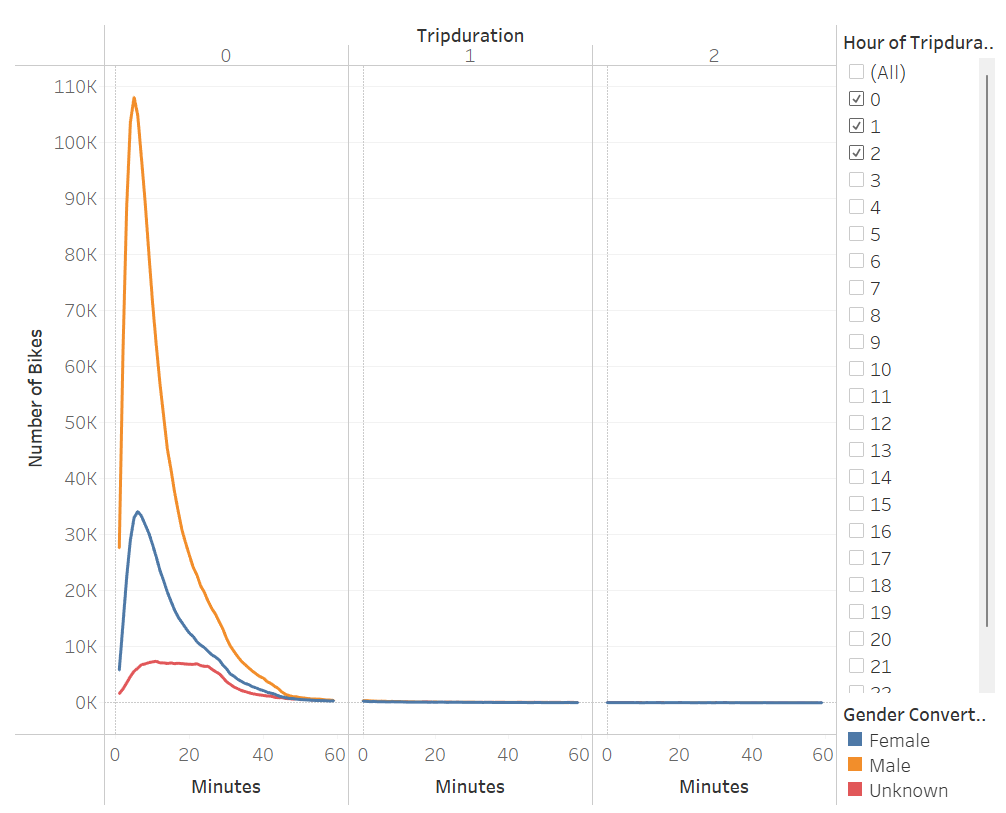 Tripduration
0
1
2
110K
100K
90K
80K
70K
60K
50K
40K
30K
20K
10K
0K
Number of Bikes
0
20
40
60
0
20
40
60
0
20
40
60
Minutes
Minutes
Minutes
Hour of Tripdura..
(All)
0
1
2
3
4
5
6
7
8
9
10
11
12
13
14
15
16
17
18
19
20
21
22
Gender Convert..
Female
Male
Unknown